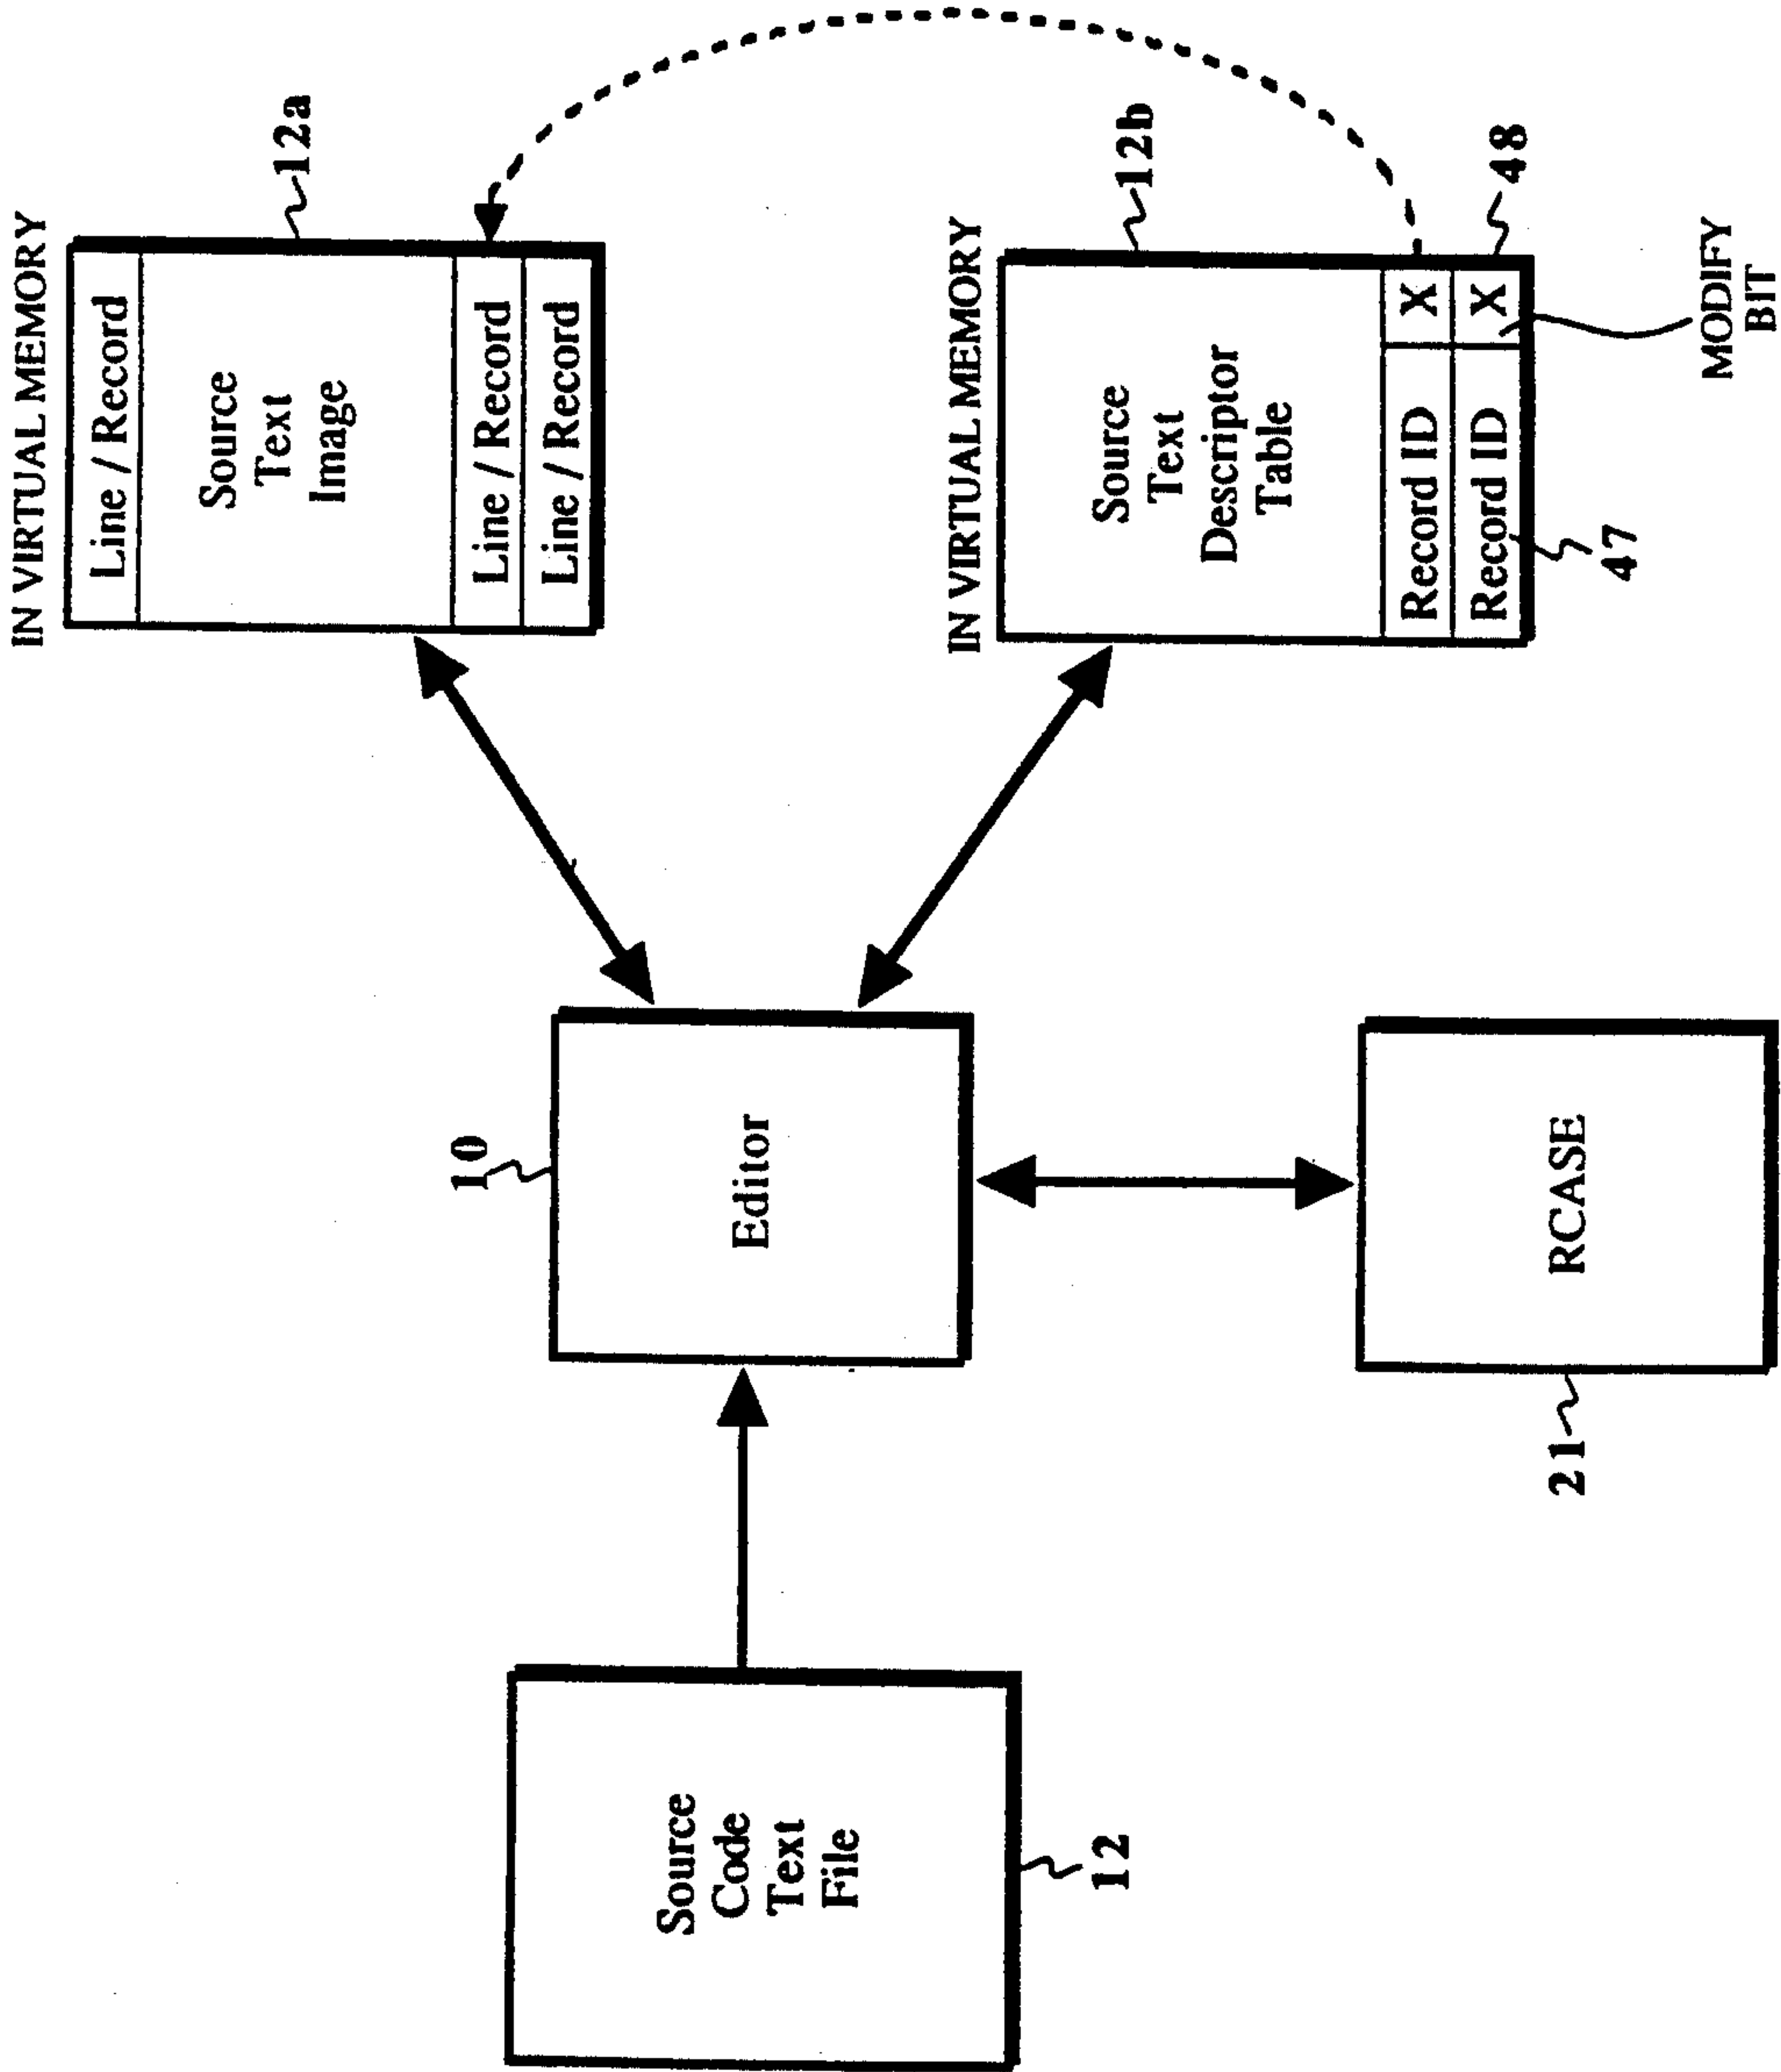 IN VIRTUAL MEMORY
Line / Record
Source
Text
Image
Line / Record
Line / Record
12a
10
Editor
Source
Code
Text
File
12
IN VIRTUAL MEMORY
Source
Text
Descriptor
Table
Record ID X
Record ID X
12b
48
47
MODIFY
BIT
RCASE
21